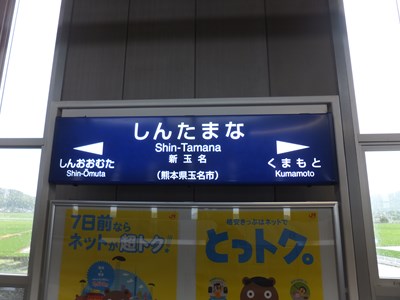 しんたまな
Shin-Tamana
新玉名
(熊本県玉名市)
しんおおむた
Shin-Ōmuta
くまもと
Kumamoto
7日前なら
ネットが超トク。
とっトク。